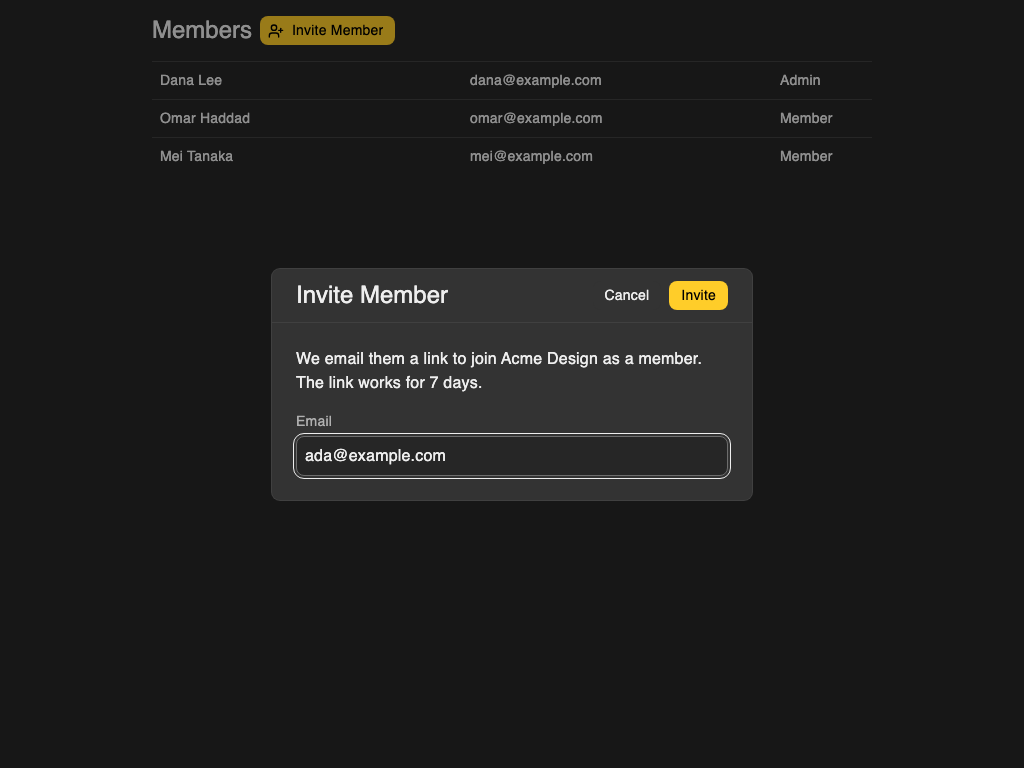 Members
Invite Member
Dana Lee dana@example.com Admin
Omar Haddad omar@example.com Member
Mei Tanaka mei@example.com Member
Invite Member
Cancel
Invite
We email them a link to join Acme Design as a member.
The link works for 7 days.
Email
ada@example.com